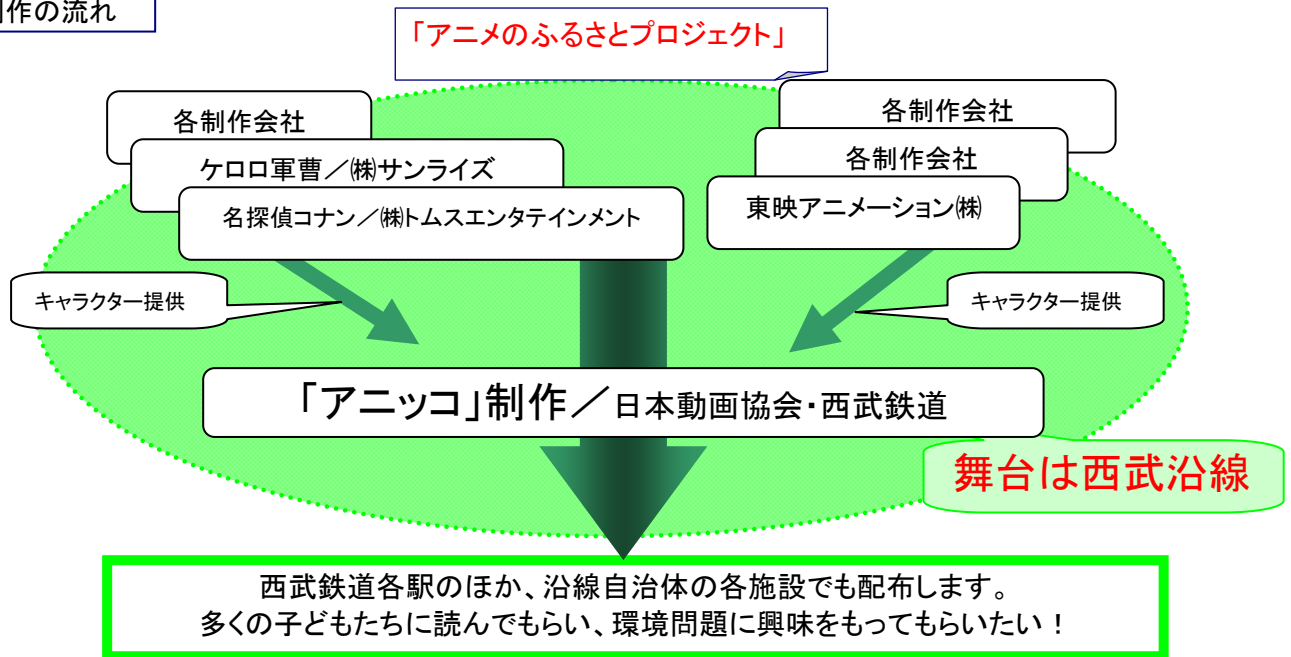 制作の流れ
「アニメのふるさとプロジェクト」
各制作会社
ケロロ軍曹／㈱サンライズ
名探偵コナン／㈱トムスエンタテインメント
各制作会社
各制作会社
東映アニメーション㈱
キャラクター提供
キャラクター提供
「アニッコ」制作／日本動画協会・西武鉄道
舞台は西武沿線
西武鉄道各駅のほか、沿線自治体の各施設でも配布します。
多くの子どもたちに読んでもらい、環境問題に興味をもってもらいたい！